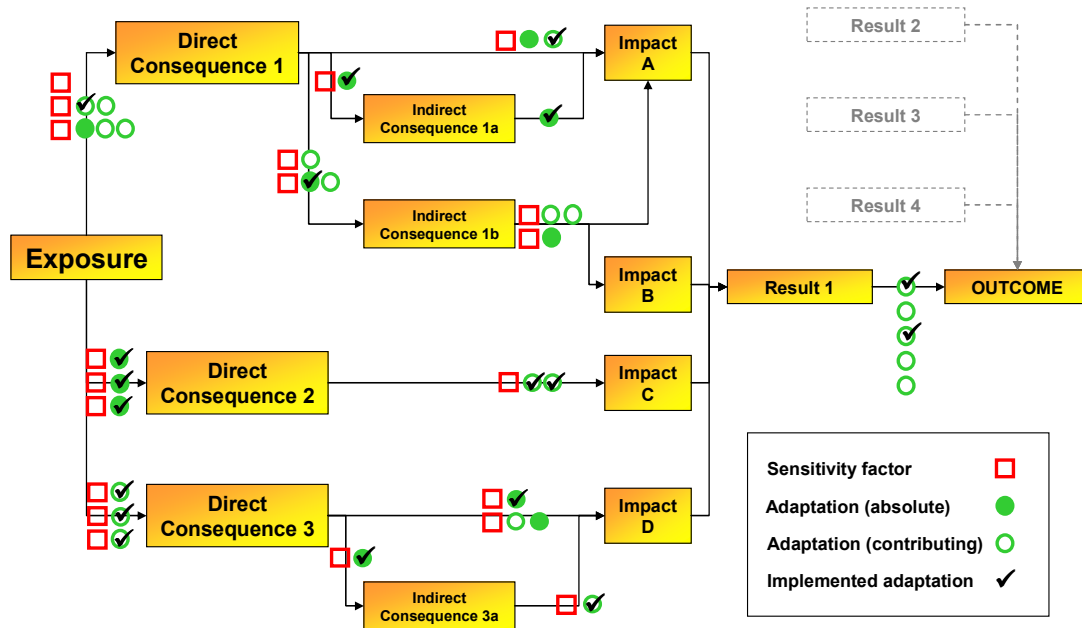 Direct
Consequence 1
Impact
A
Result 2
Indirect
Consequence 1a
Result 3
Indirect
Consequence 1b
Result 4
Exposure
Impact
B
Result 1
OUTCOME
Direct
Consequence 2
Impact
C
Direct
Consequence 3
Impact
D
Indirect
Consequence 3a
Sensitivity factor
Adaptation (absolute)
Adaptation (contributing)
Implemented adaptation